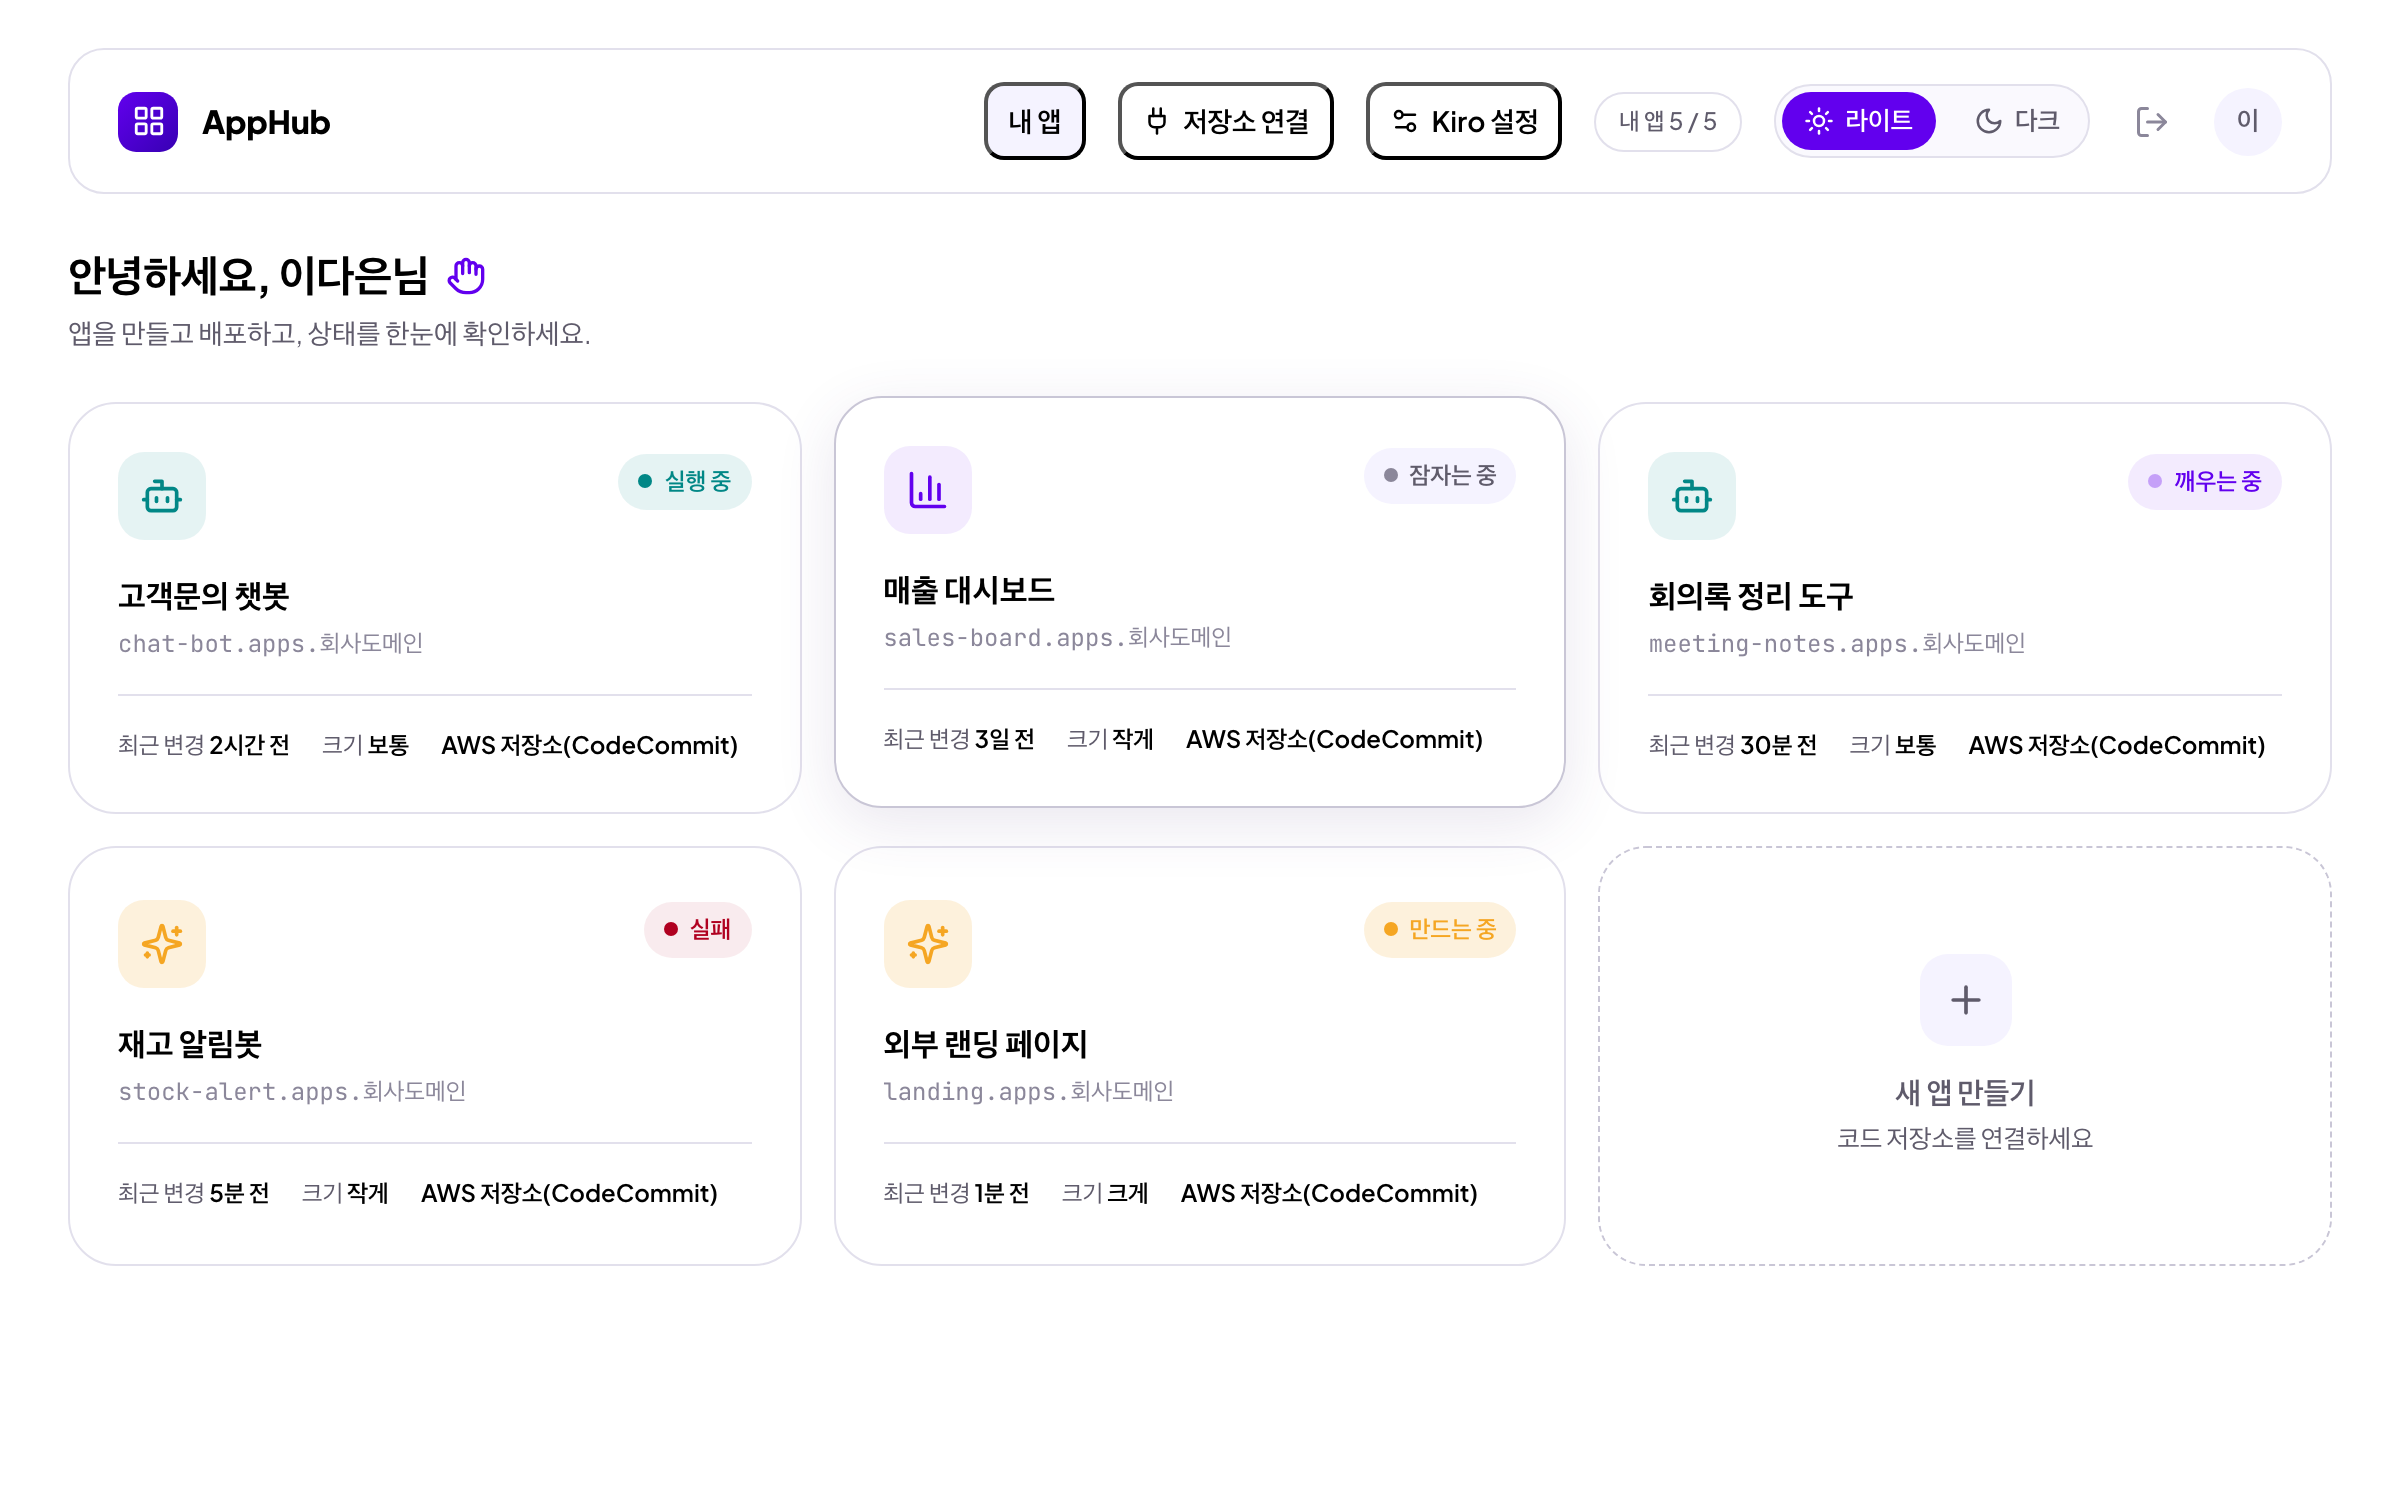 AppHub
내 앱
저장소 연결
Kiro 설정
내 앱 5 / 5
라이트
다크
이
안녕하세요, 이다은님
앱을 만들고 배포하고, 상태를 한눈에 확인하세요.
실행 중
고객문의 챗봇
chat-bot.apps.회사도메인
최근 변경 2시간 전 크기 보통 AWS 저장소(CodeCommit)
잠자는 중
매출 대시보드
sales-board.apps.회사도메인
최근 변경 3일 전 크기 작게 AWS 저장소(CodeCommit)
깨우는 중
회의록 정리 도구
meeting-notes.apps.회사도메인
최근 변경 30분 전 크기 보통 AWS 저장소(CodeCommit)
실패
재고 알림봇
stock-alert.apps.회사도메인
최근 변경 5분 전 크기 작게 AWS 저장소(CodeCommit)
만드는 중
외부 랜딩 페이지
landing.apps.회사도메인
최근 변경 1분 전 크기 크게 AWS 저장소(CodeCommit)
새 앱 만들기
코드 저장소를 연결하세요